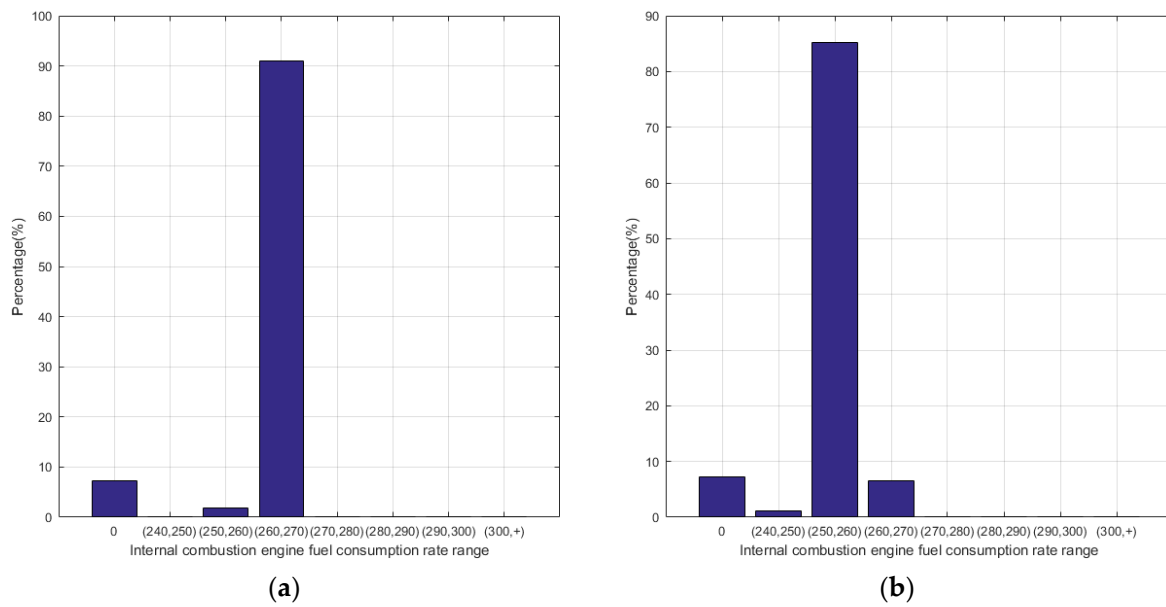 100
90
80
70
60
50
40
30
20
10
0
Percentage(%)
0 (240,250) (250,260) (260,270) (270,280) (280,290) (290,300) (300,+)
Internal combustion engine fuel consumption rate range
(a)
90
80
70
60
50
40
30
20
10
0
Percentage(%)
0 (240,250) (250,260) (260,270) (270,280) (280,290) (290,300) (300,+)
Internal combustion engine fuel consumption rate range
(b)